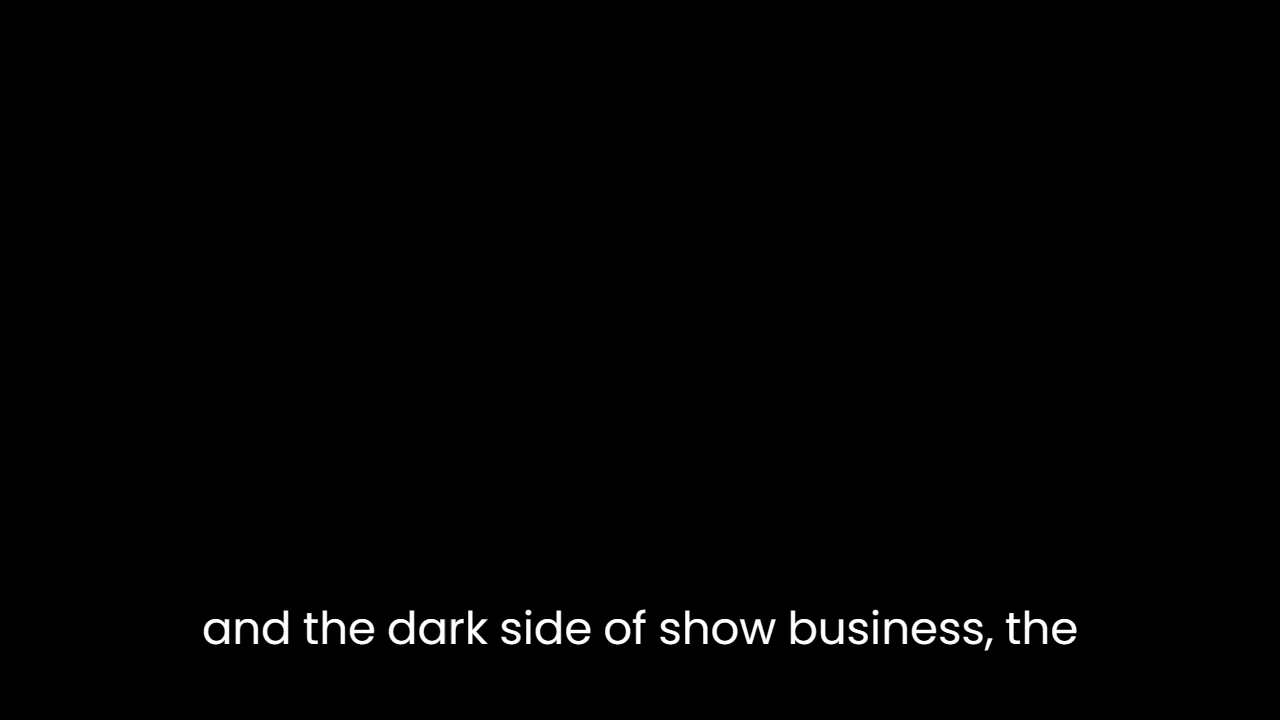 and the dark side of show business, the